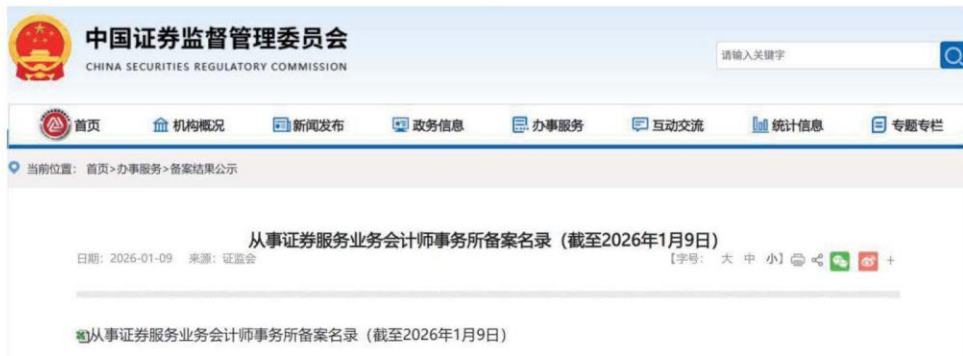 中国证券监督管理委员会
CHINA SECURITIES REGULATORY COMMISSION
请输入关键字
首页 机构概况 新闻发布 政务信息 办事服务 互动交流 统计信息 专题专栏
当前位置： 首页>办事服务>备案结果公示
从事证券服务业务会计师事务所备案名录（截至2026年1月9日）
日期：2026-01-09 来源：证监会 【字号： 大 中 小】
从事证券服务业务会计师事务所备案名录（截至2026年1月9日）